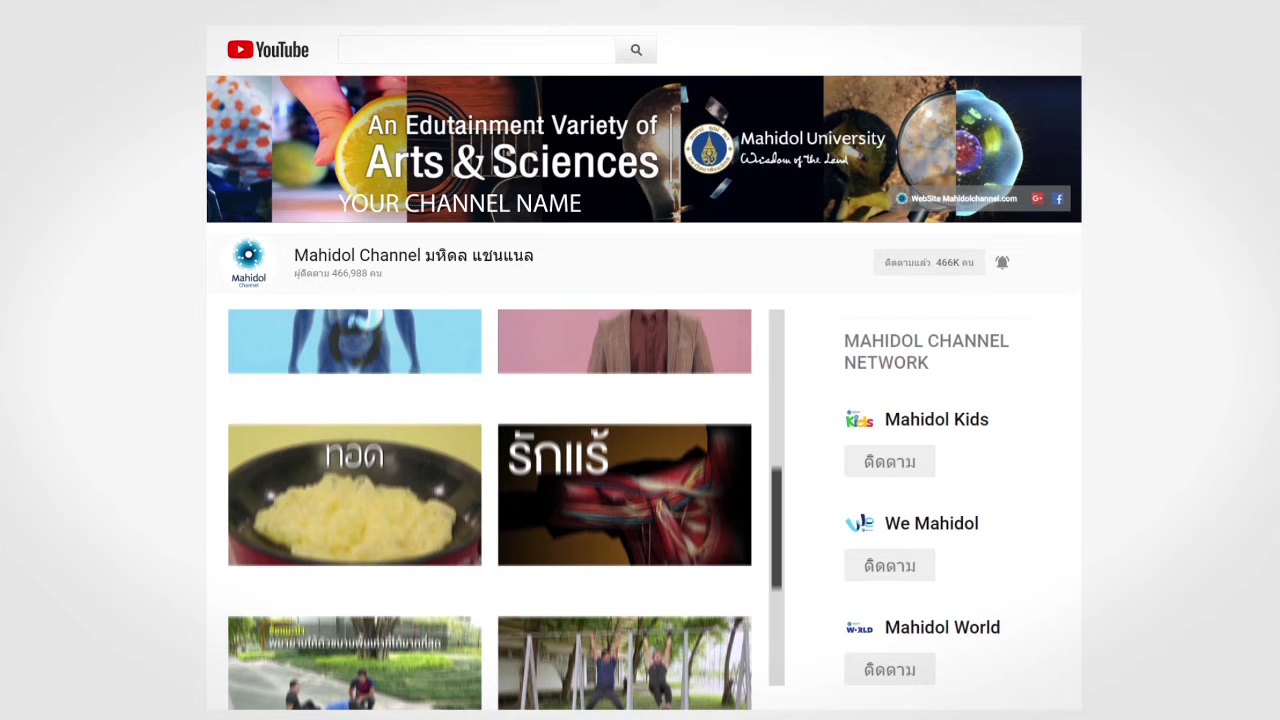 YouTube
An Edutainment Variety of
Arts & Sciences
YOUR CHANNEL NAME
Mahidol University
Wisdom of the Land
WebSite Mahidolchannel.com
G+ f
Mahidol
Channel
Mahidol Channel มหิดล แชนแนล
ผู้ติดตาม 466,988 คน
ติดตามแล้ว 466K คน
MAHIDOL CHANNEL
NETWORK
ทอด
รักแร้
Kids
Mahidol Kids
ติดตาม
We Mahidol
ติดตาม
WORLD
Mahidol World
ติดตาม